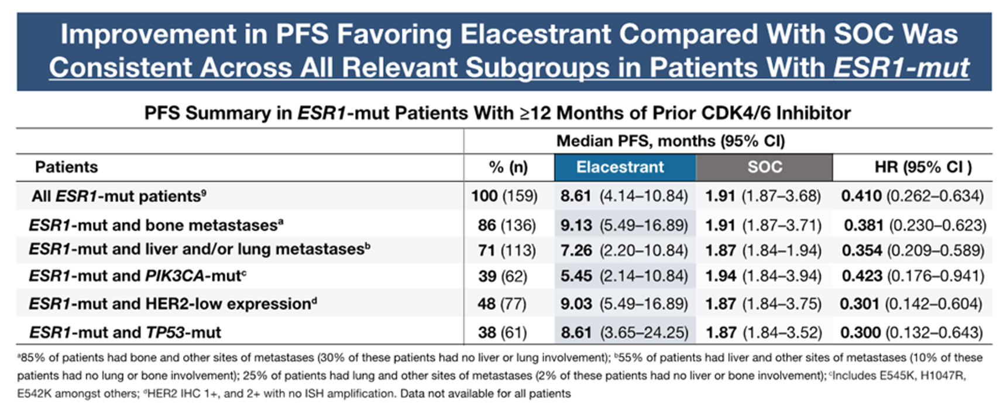 Improvement in PFS Favoring Elacestrant Compared With SOC Was
Consistent Across All Relevant Subgroups in Patients With ESR1-mut
PFS Summary in ESR1-mut Patients With ≥12 Months of Prior CDK4/6 Inhibitor
Median PFS, months (95% CI)
Patients % (n) Elacestrant SOC HR (95% CI )
All ESR1-mut patients⁹ 100 (159) 8.61 (4.14–10.84) 1.91 (1.87–3.68) 0.410 (0.262–0.634)
ESR1-mut and bone metastasesᵃ 86 (136) 9.13 (5.49–16.89) 1.91 (1.87–3.71) 0.381 (0.230–0.623)
ESR1-mut and liver and/or lung metastasesᵇ 71 (113) 7.26 (2.20–10.84) 1.87 (1.84–1.94) 0.354 (0.209–0.589)
ESR1-mut and PIK3CA-mutᶜ 39 (62) 5.45 (2.14–10.84) 1.94 (1.84–3.94) 0.423 (0.176–0.941)
ESR1-mut and HER2-low expressionᵈ 48 (77) 9.03 (5.49–16.89) 1.87 (1.84–3.75) 0.301 (0.142–0.604)
ESR1-mut and TP53-mut 38 (61) 8.61 (3.65–24.25) 1.87 (1.84–3.52) 0.300 (0.132–0.643)
ᵃ85% of patients had bone and other sites of metastases (30% of these patients had no liver or lung involvement); ᵇ55% of patients had liver and other sites of metastases (10% of these
patients had no lung or bone involvement); 25% of patients had lung and other sites of metastases (2% of these patients had no liver or bone involvement); ᶜIncludes E545K, H1047R,
E542K amongst others; ᵈHER2 IHC 1+, and 2+ with no ISH amplification. Data not available for all patients